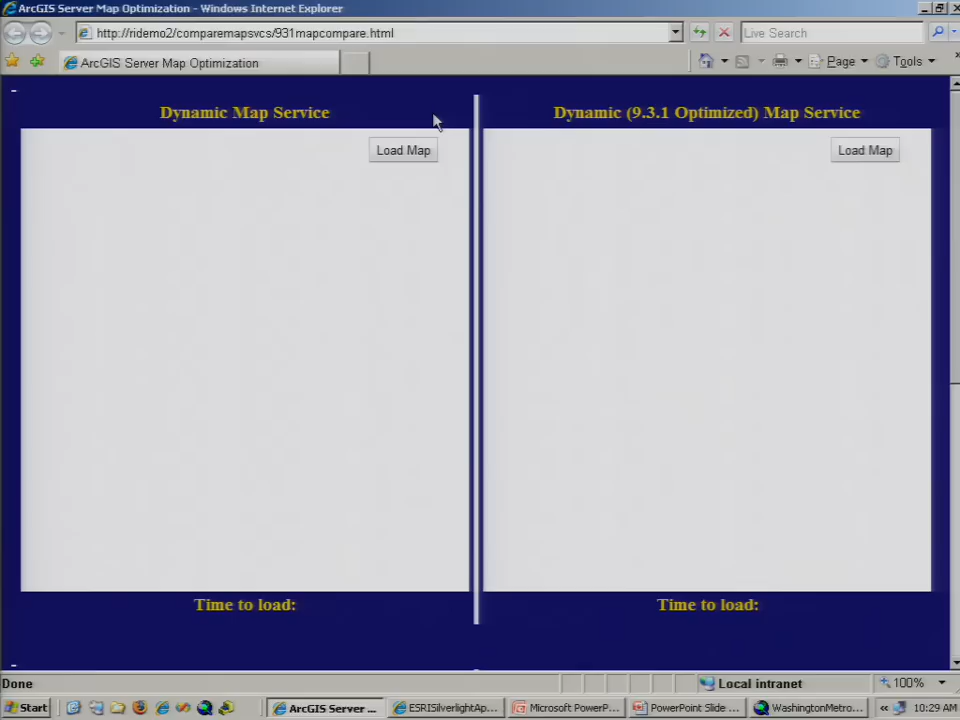 ArcGIS Server Map Optimization - Windows Internet Explorer
http://ridemo2/comparemapsvcs/931mapcompare.html
Live Search
ArcGIS Server Map Optimization
Page
Tools
Dynamic Map Service
Dynamic (9.3.1 Optimized) Map Service
Load Map
Load Map
Time to load:
Time to load:
Done
Local intranet
100%
Start
ArcGIS Server ...
ESRISilverlightAp...
Microsoft PowerP...
PowerPoint Slide ...
WashingtonMetro...
10:29 AM